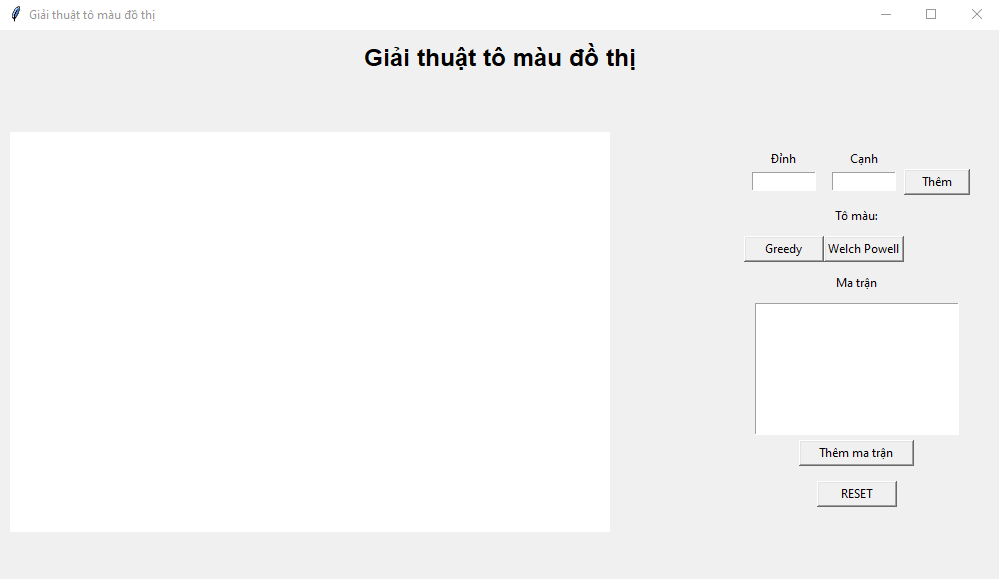 Giải thuật tô màu đồ thị
Giải thuật tô màu đồ thị
Đỉnh Cạnh
Thêm
Tô màu:
Greedy Welch Powell
Ma trận
Thêm ma trận
RESET